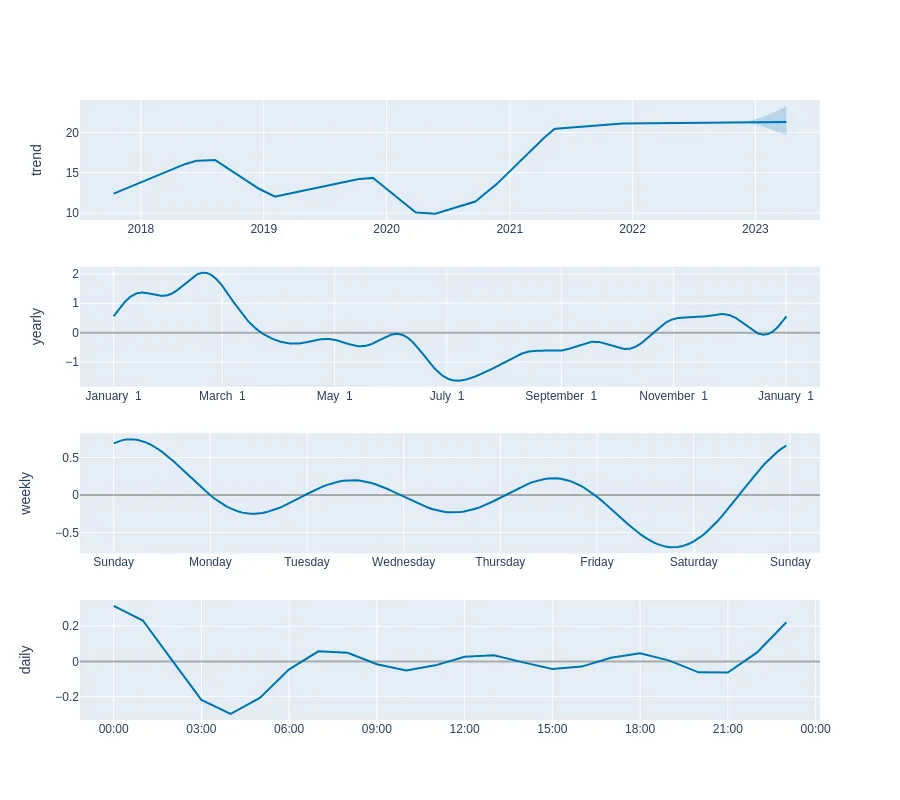 trend
20
15
10
2018 2019 2020 2021 2022 2023
yearly
2
1
0
−1
January 1 March 1 May 1 July 1 September 1 November 1 January 1
weekly
0.5
0
−0.5
Sunday Monday Tuesday Wednesday Thursday Friday Saturday Sunday
daily
0.2
0
−0.2
00:00 03:00 06:00 09:00 12:00 15:00 18:00 21:00 00:00